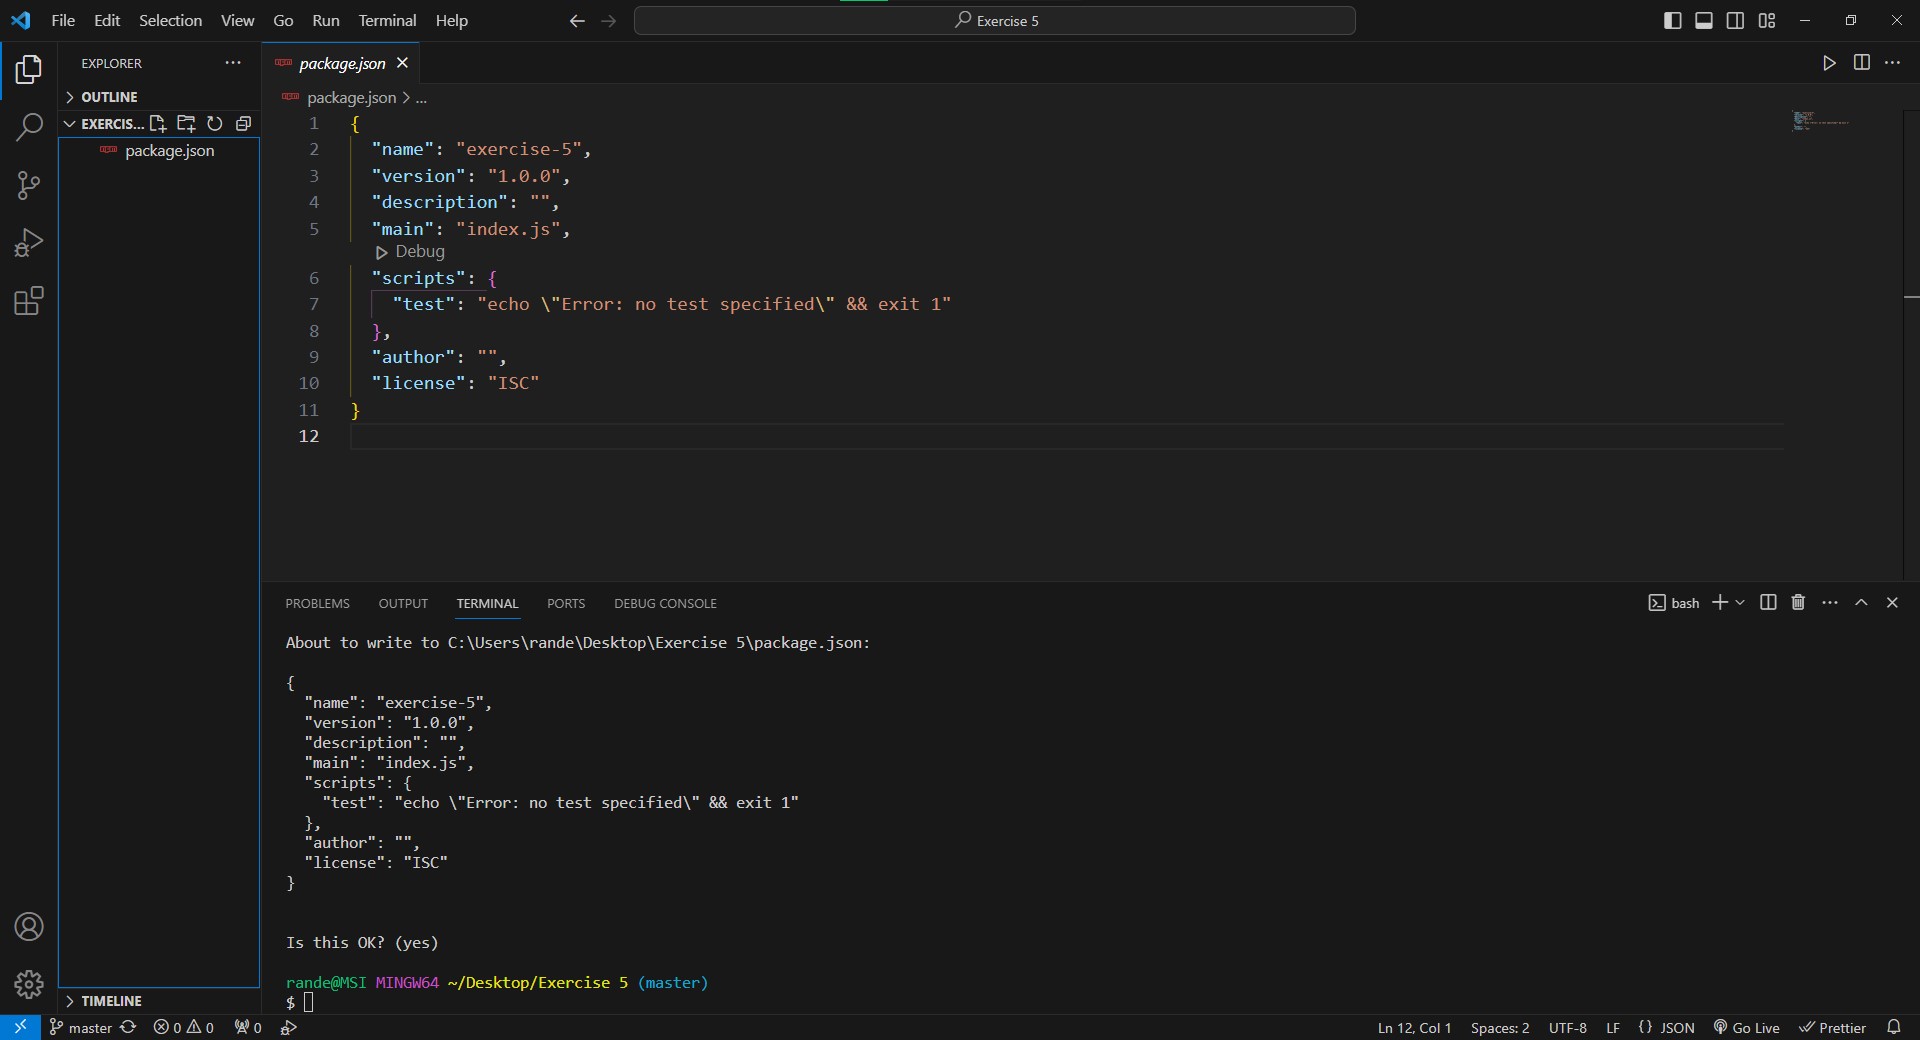 File Edit Selection View Go Run Terminal Help
Exercise 5
EXPLORER
OUTLINE
EXERCIS...
package.json
TIMELINE
package.json
package.json > ...
1 {
2 "name": "exercise-5",
3 "version": "1.0.0",
4 "description": "",
5 "main": "index.js",
Debug
6 "scripts": {
7 "test": "echo \"Error: no test specified\" && exit 1"
8 },
9 "author": "",
10 "license": "ISC"
11 }
12
PROBLEMS OUTPUT TERMINAL PORTS DEBUG CONSOLE
bash
About to write to C:\Users\rande\Desktop\Exercise 5\package.json:
{
"name": "exercise-5",
"version": "1.0.0",
"description": "",
"main": "index.js",
"scripts": {
"test": "echo \"Error: no test specified\" && exit 1"
},
"author": "",
"license": "ISC"
}
Is this OK? (yes)
rande@MSI MINGW64 ~/Desktop/Exercise 5 (master)
$
master 0 0 0
Ln 12, Col 1 Spaces: 2 UTF-8 LF {} JSON Go Live Prettier